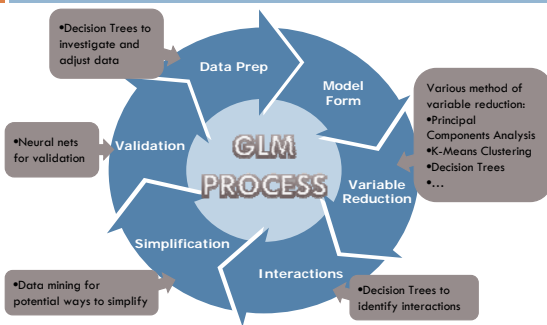 •Decision Trees to
investigate and
adjust data
Data Prep
Model
Form
Various method of
variable reduction:
•Principal
Components Analysis
•K-Means Clustering
•Decision Trees
•...
•Neural nets
for validation
Validation
GLM
PROCESS
Variable
Reduction
Simplification
Interactions
•Data mining for
potential ways to simplify
•Decision Trees to
identify interactions